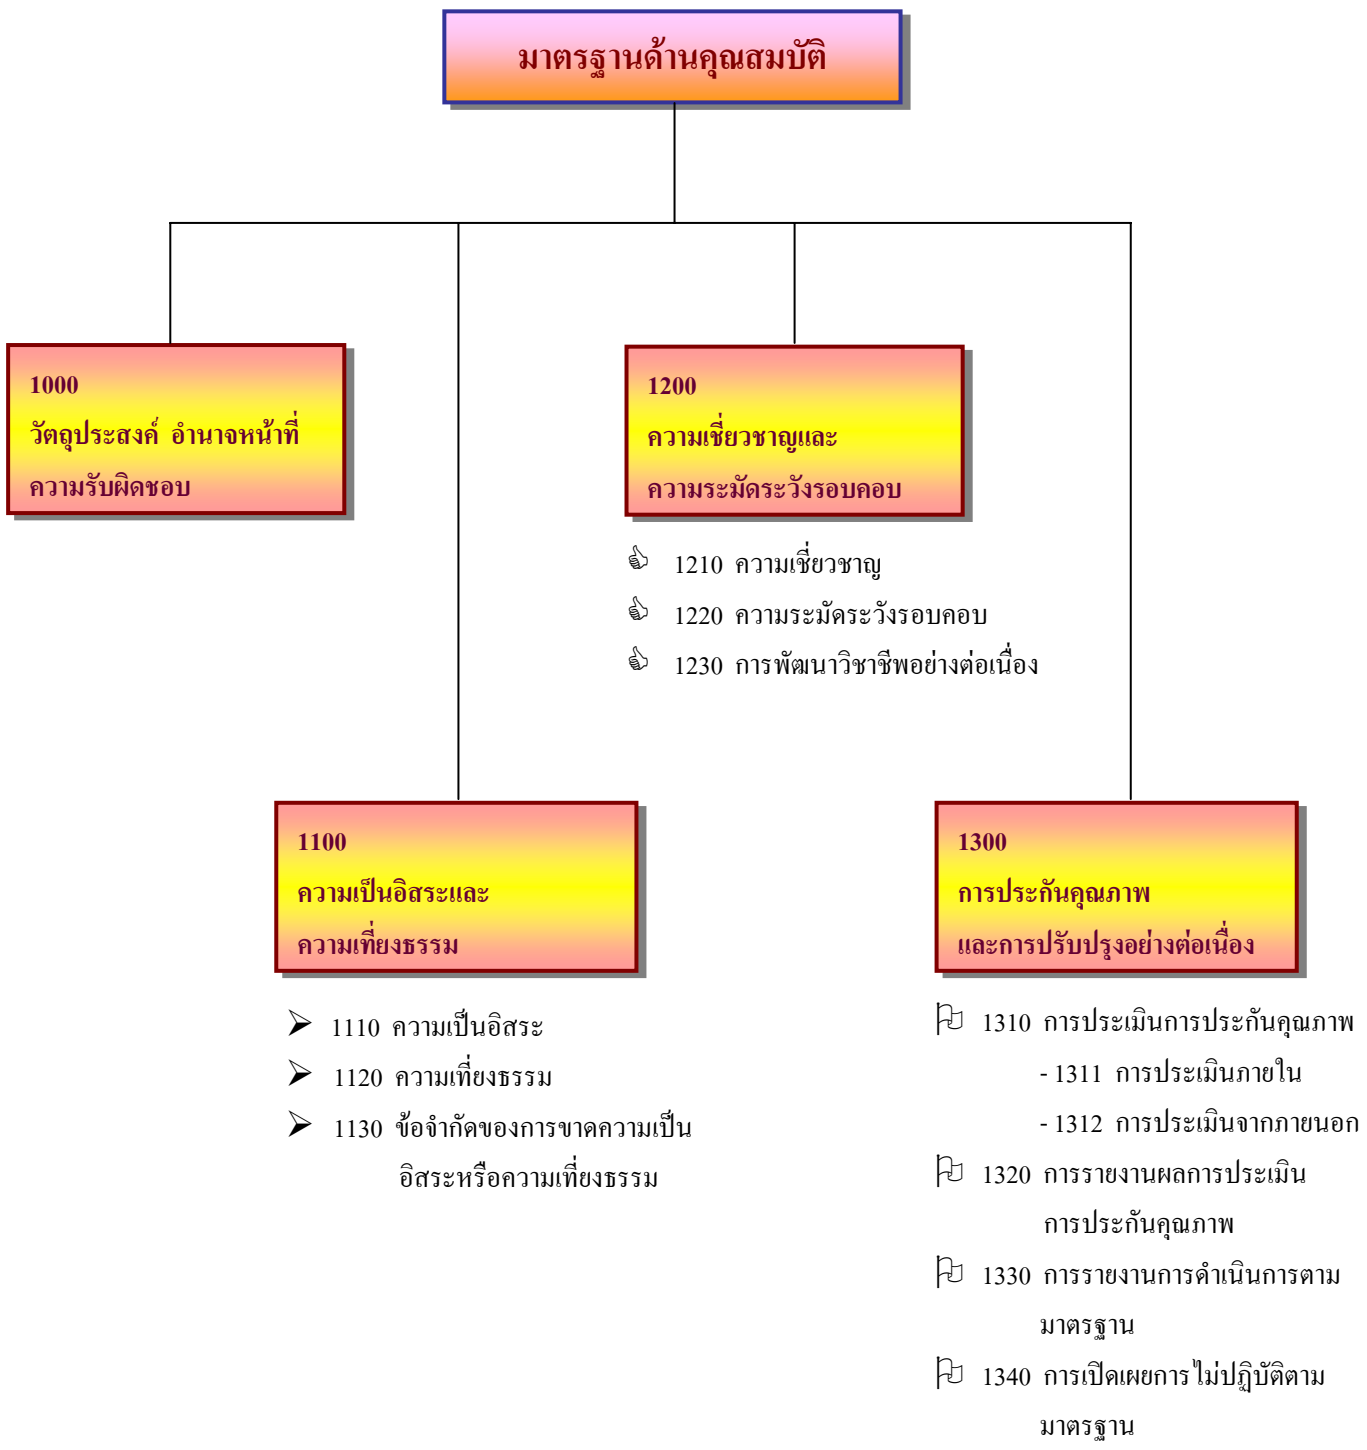 มาตรฐานด้านคุณสมบัติ
1000
วัตถุประสงค์ อำนาจหน้าที่
ความรับผิดชอบ
1200
ความเชี่ยวชาญและ
ความระมัดระวังรอบคอบ
1210 ความเชี่ยวชาญ
1220 ความระมัดระวังรอบคอบ
1230 การพัฒนาวิชาชีพอย่างต่อเนื่อง
1100
ความเป็นอิสระและ
ความเที่ยงธรรม
1110 ความเป็นอิสระ
1120 ความเที่ยงธรรม
1130 ข้อจำกัดของการขาดความเป็น
อิสระหรือความเที่ยงธรรม
1300
การประกันคุณภาพ
และการปรับปรุงอย่างต่อเนื่อง
1310 การประเมินการประกันคุณภาพ
- 1311 การประเมินภายใน
- 1312 การประเมินจากภายนอก
1320 การรายงานผลการประเมิน
การประกันคุณภาพ
1330 การรายงานการดำเนินการตาม
มาตรฐาน
1340 การเปิดเผยการไม่ปฏิบัติตาม
มาตรฐาน